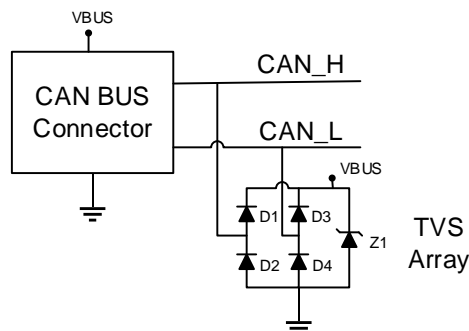 VBUS
CAN BUS
Connector
CAN_H
CAN_L
VBUS
D1
D3
D2
D4
Z1
TVS
Array